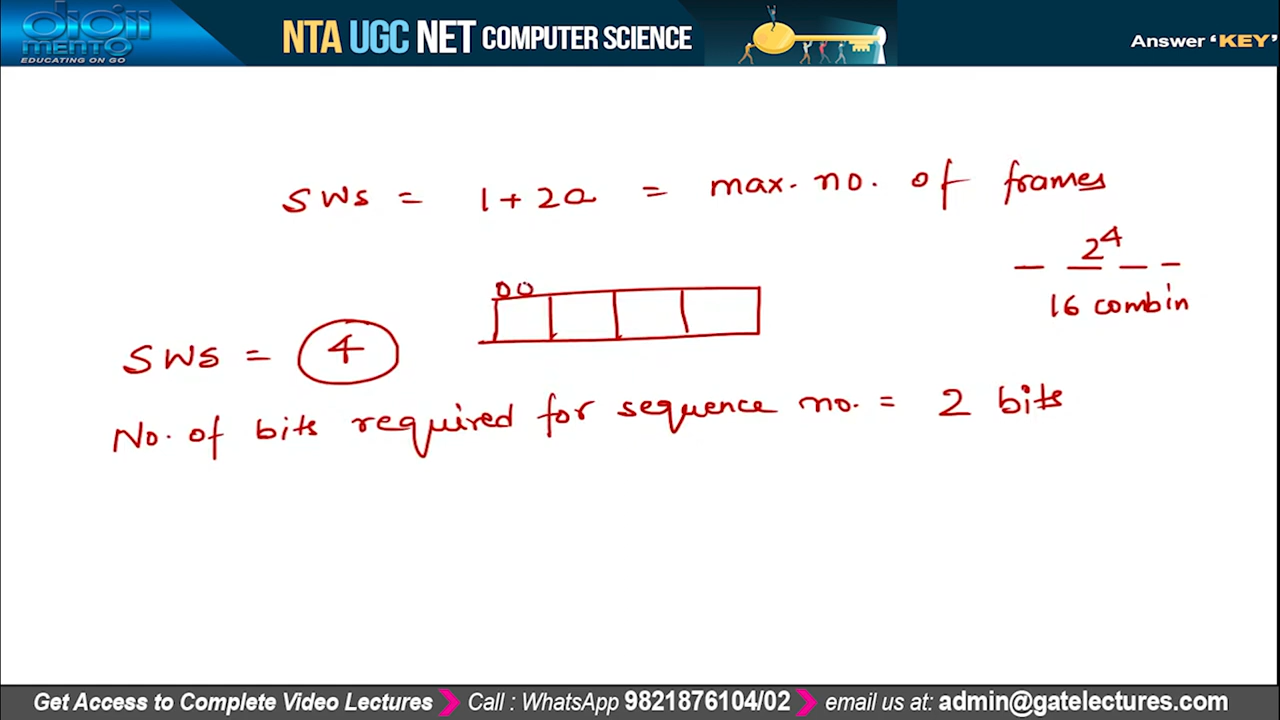 didii
MENTO
EDUCATING ON GO
NTA UGC NET COMPUTER SCIENCE
Answer ‘KEY’
SWS = 1 + 2a = max. no. of frames
2⁴
16 combin
00
SWS = 4
No. of bits required for sequence no. = 2 bits
Get Access to Complete Video Lectures Call : WhatsApp 9821876104/02 email us at: admin@gatelectures.com